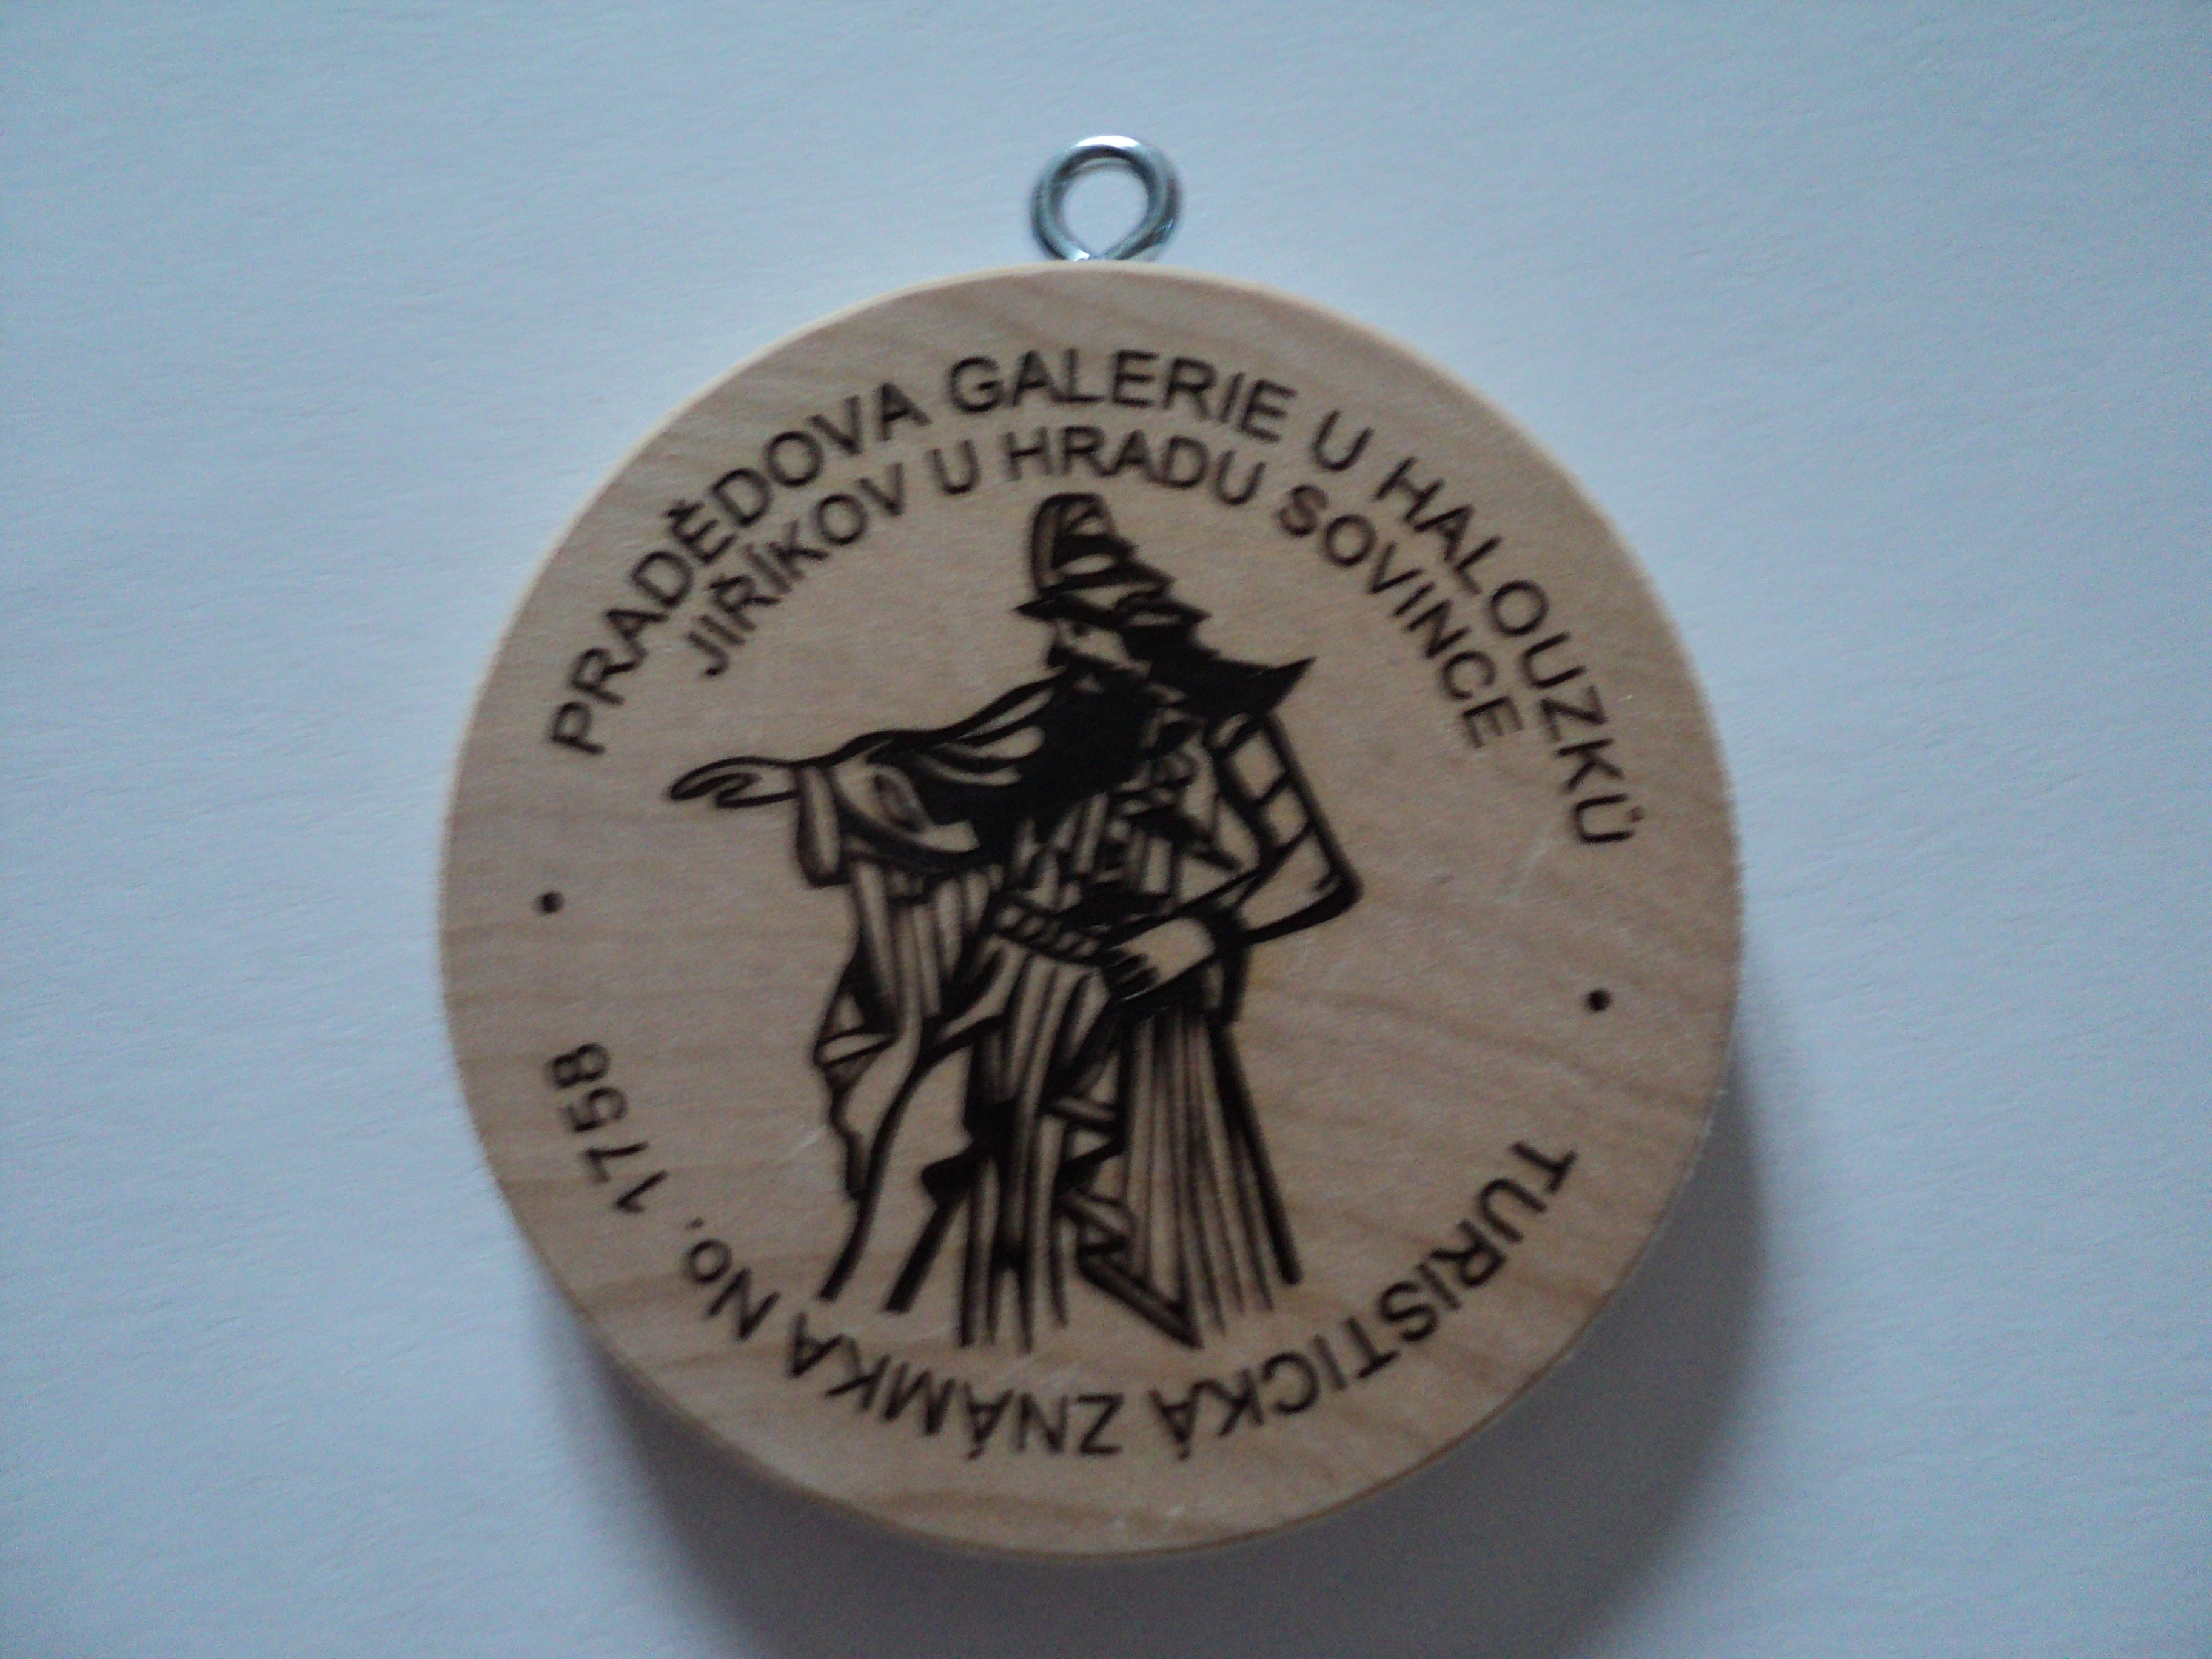 PRADĚDOVA GALERIE U HALOUZKŮ
JIŘÍKOV U HRADU SOVINCE
TURISTICKÁ ZNÁMKA No. 1758